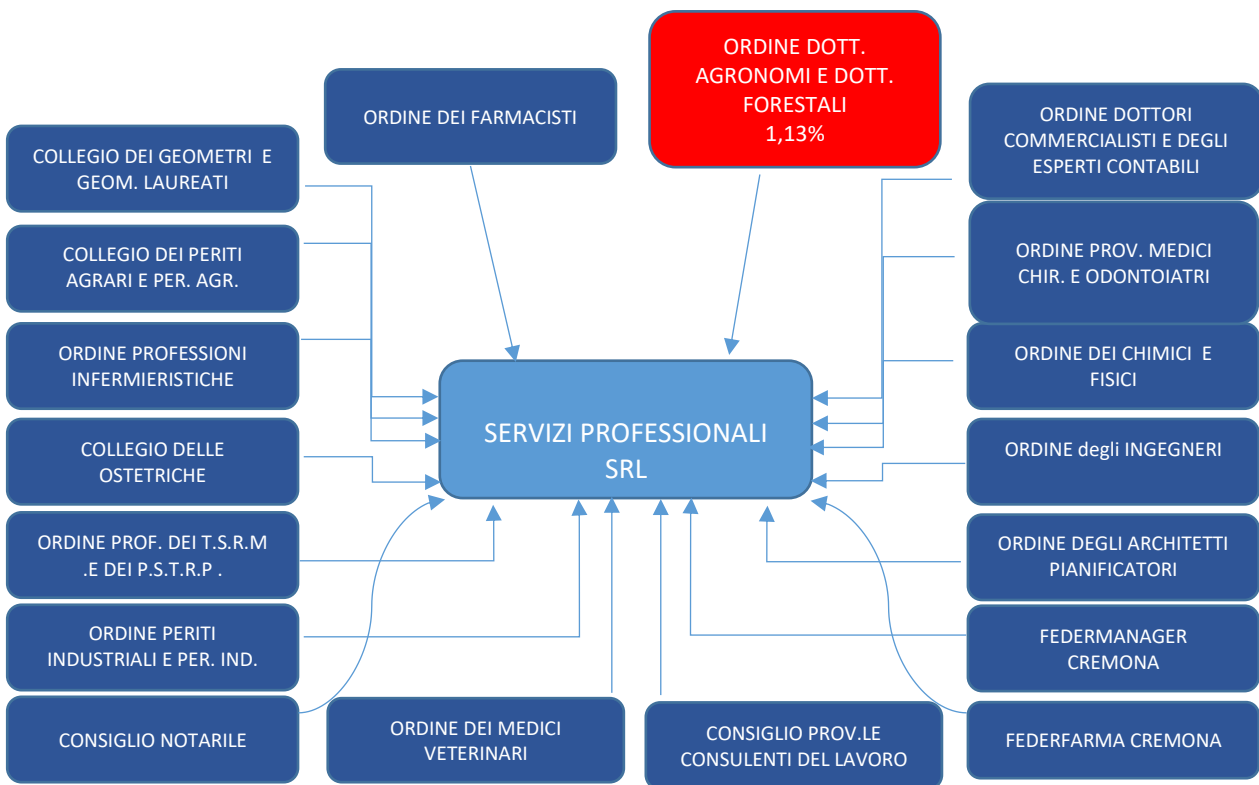 ORDINE DOTT.
AGRONOMI E DOTT.
FORESTALI
1,13%
ORDINE DEI FARMACISTI
ORDINE DOTTORI
COMMERCIALISTI E DEGLI
ESPERTI CONTABILI
COLLEGIO DEI GEOMETRI E
GEOM. LAUREATI
COLLEGIO DEI PERITI
AGRARI E PER. AGR.
ORDINE PROV. MEDICI
CHIR. E ODONTOIATRI
ORDINE PROFESSIONI
INFERMIERISTICHE
ORDINE DEI CHIMICI E
FISICI
SERVIZI PROFESSIONALI
SRL
COLLEGIO DELLE
OSTETRICHE
ORDINE degli INGEGNERI
ORDINE PROF. DEI T.S.R.M
.E DEI P.S.T.R.P .
ORDINE DEGLI ARCHITETTI
PIANIFICATORI
ORDINE PERITI
INDUSTRIALI E PER. IND.
FEDERMANAGER
CREMONA
CONSIGLIO NOTARILE
ORDINE DEI MEDICI
VETERINARI
CONSIGLIO PROV.LE
CONSULENTI DEL LAVORO
FEDERFARMA CREMONA